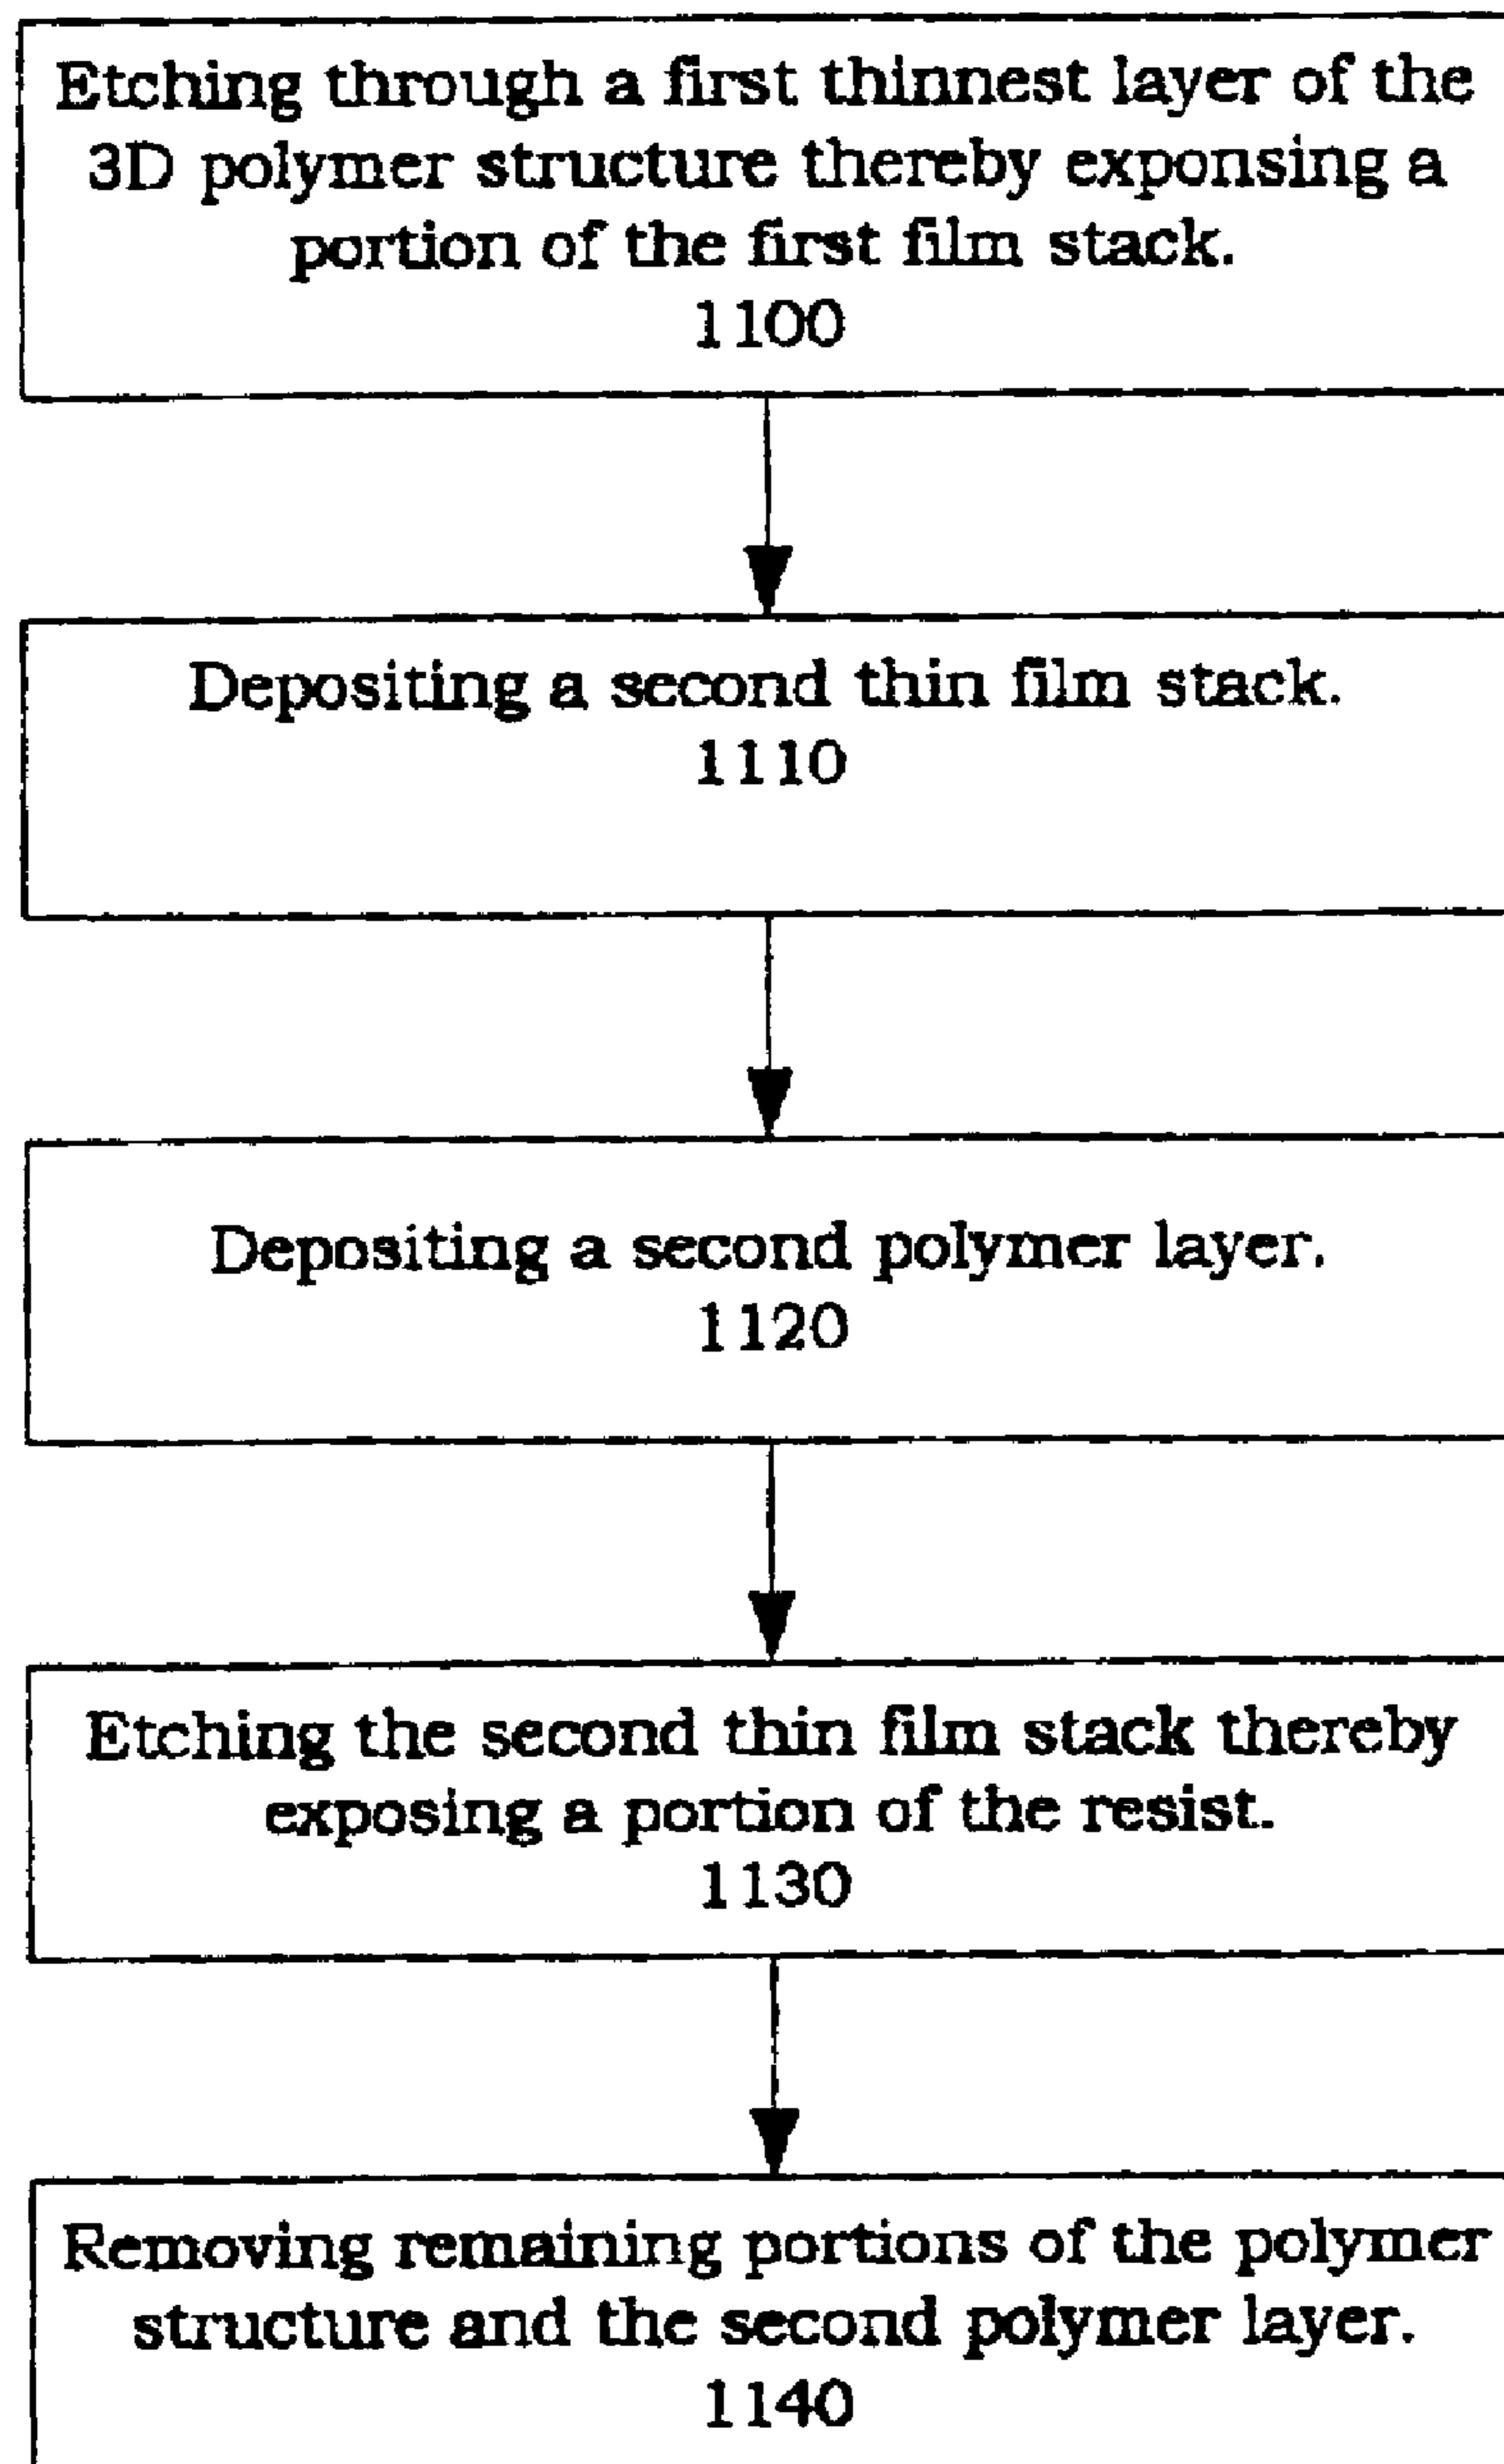 Etching through a first thinnest layer of the
3D polymer structure thereby exponsing a
portion of the first film stack.
1100
Depositing a second thin film stack.
1110
Depositing a second polymer layer.
1120
Etching the second thin film stack thereby
exposing a portion of the resist.
1130
Removing remaining portions of the polymer
structure and the second polymer layer.
1140